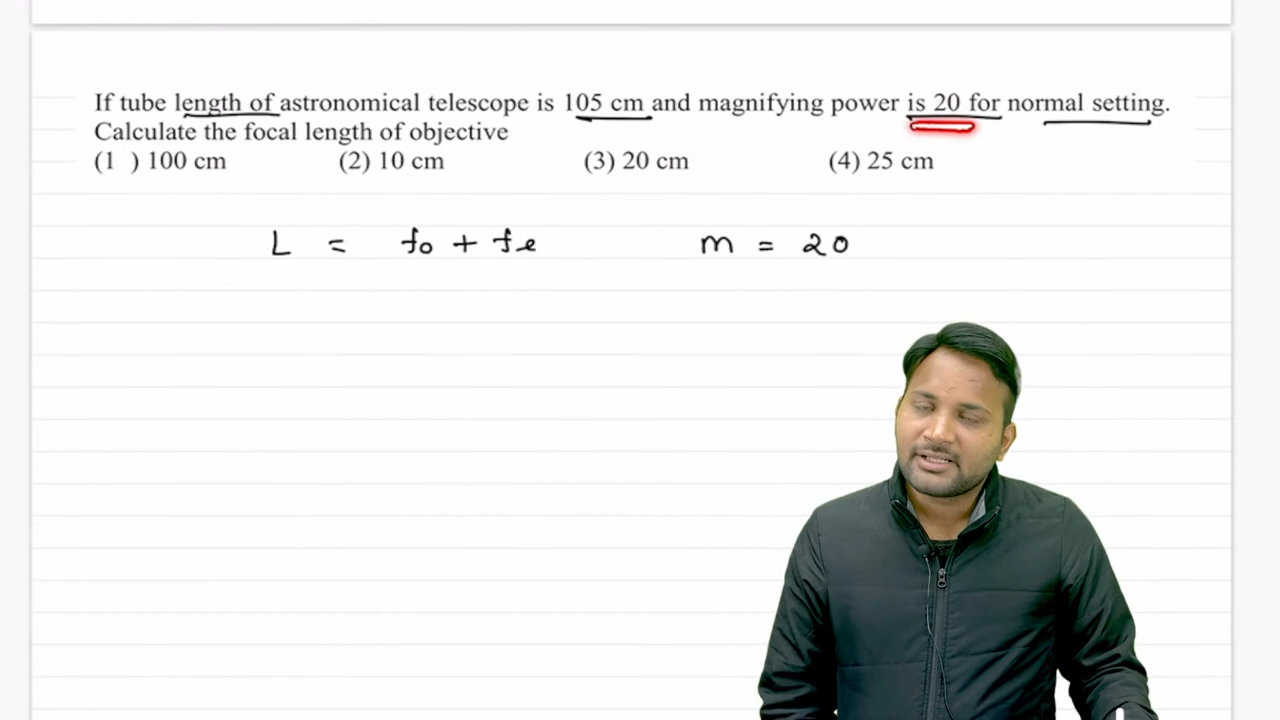 If tube length of astronomical telescope is 105 cm and magnifying power is 20 for normal setting.
Calculate the focal length of objective
(1 ) 100 cm (2) 10 cm (3) 20 cm (4) 25 cm
L = fo + fe m = 20